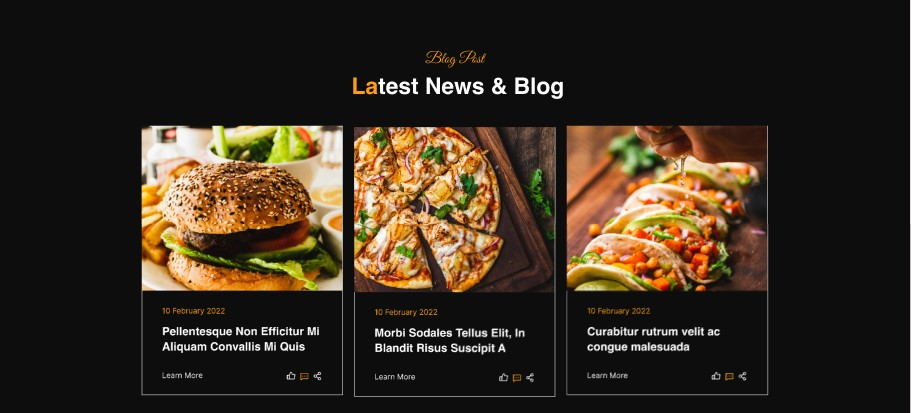 Blog Post
Latest News & Blog
10 February 2022
Pellentesque Non Efficitur Mi
Aliquam Convallis Mi Quis
Learn More
10 February 2022
Morbi Sodales Tellus Elit, In
Blandit Risus Suscipit A
Learn More
10 February 2022
Curabitur rutrum velit ac
congue malesuada
Learn More